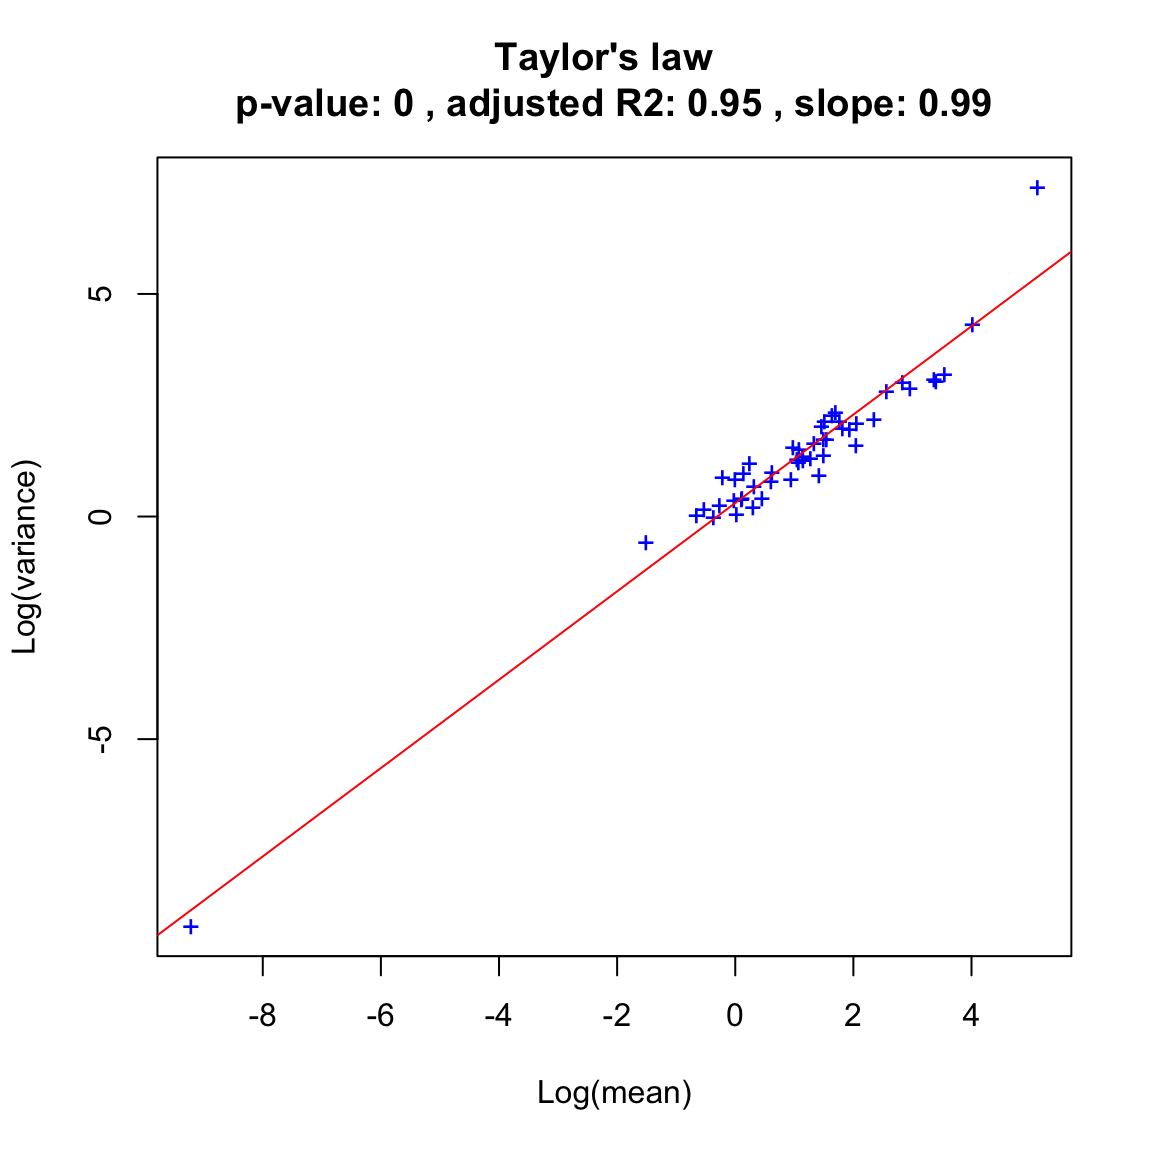 Taylor's law
p-value: 0 , adjusted R2: 0.95 , slope: 0.99
Log(variance)
5
0
-5
-8
-6
-4
-2
0
2
4
Log(mean)